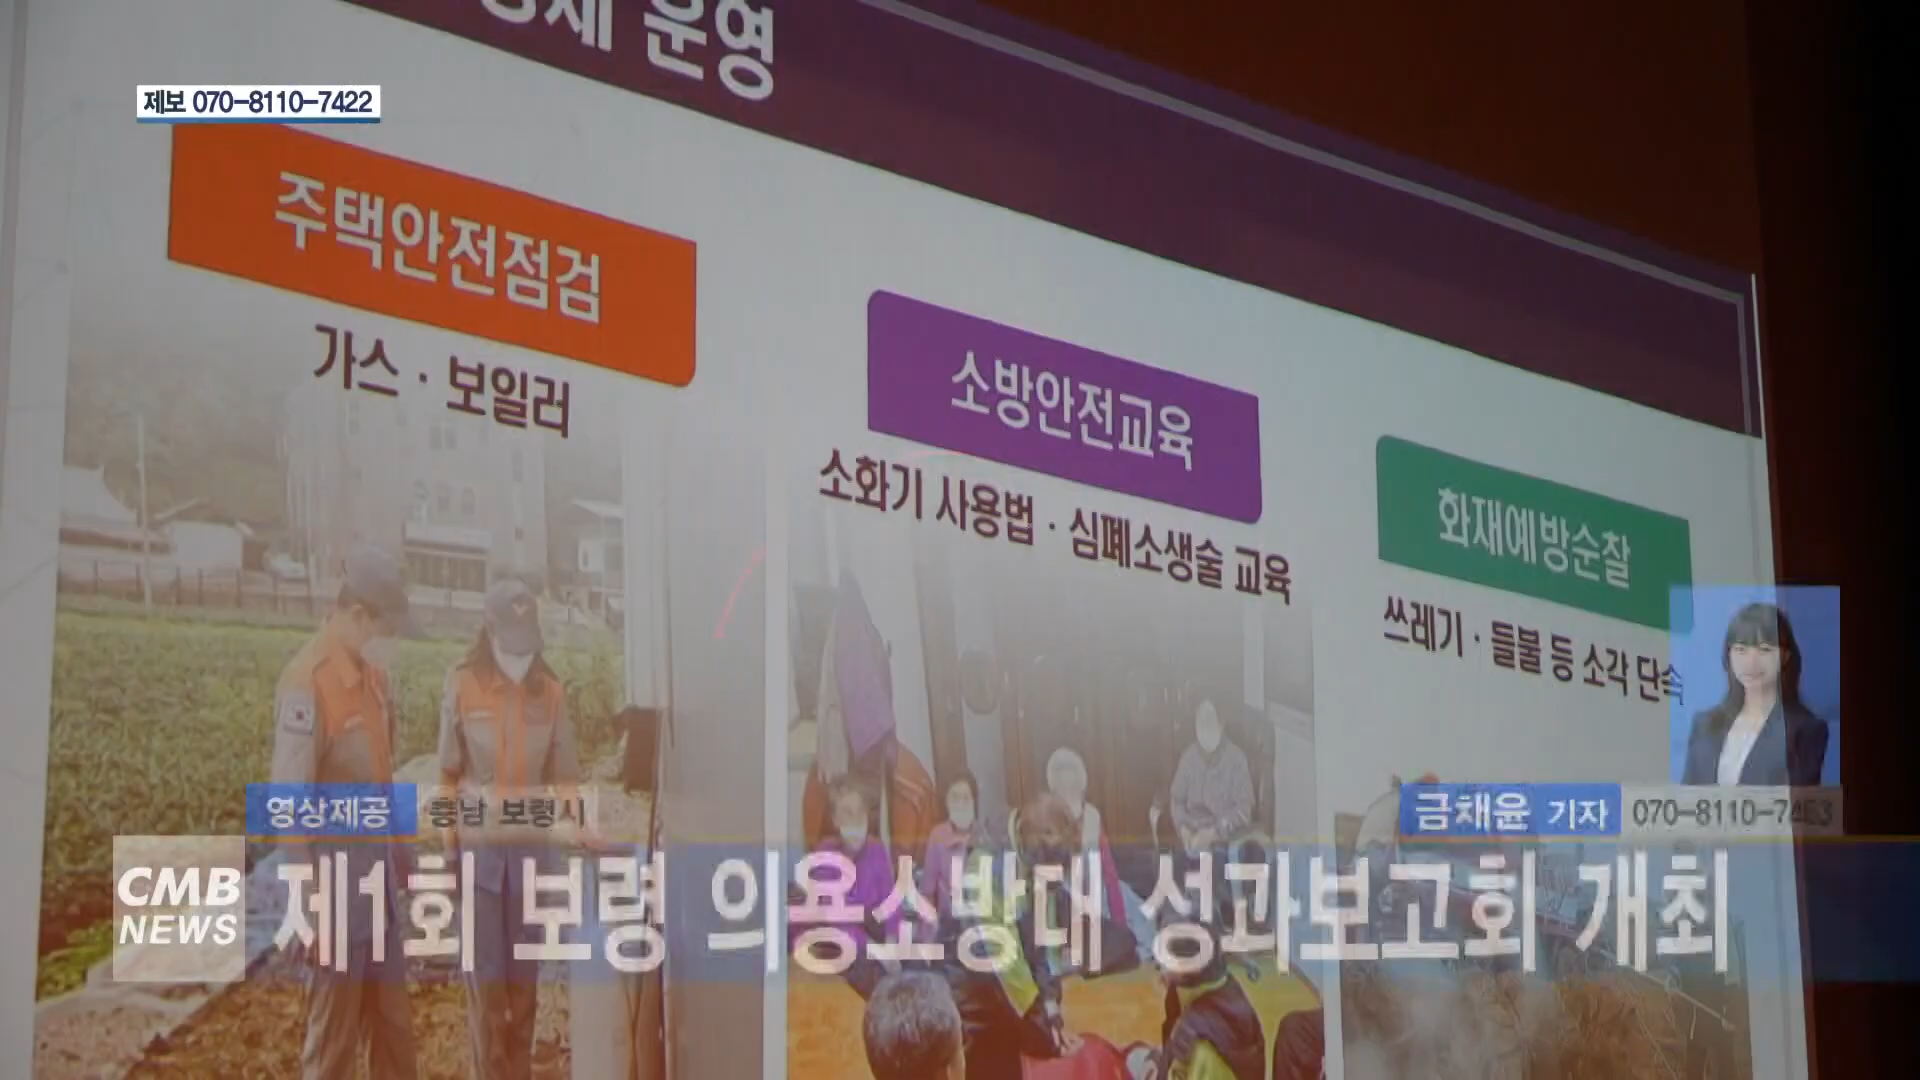 운영
제보 070-8110-7422
주택안전점검
가스 · 보일러
소방안전교육
소화기 사용법 · 심폐소생술 교육
화재예방순찰
쓰레기 · 들불 등 소각 단속
영상제공 충남 보령시
금채윤 기자 070-8110-7453
CMB
NEWS
제1회 보령 의용소방대 성과보고회 개최